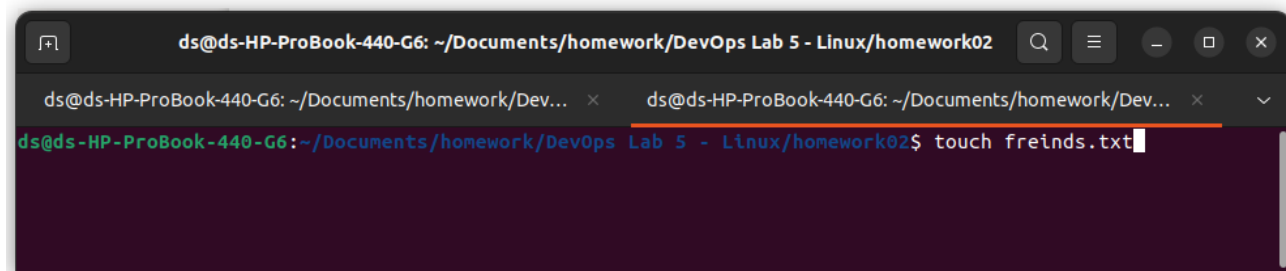 ds@ds-HP-ProBook-440-G6: ~/Documents/homework/DevOps Lab 5 - Linux/homework02
ds@ds-HP-ProBook-440-G6: ~/Documents/homework/Dev... × ds@ds-HP-ProBook-440-G6: ~/Documents/homework/Dev... ×
ds@ds-HP-ProBook-440-G6:~/Documents/homework/DevOps Lab 5 - Linux/homework02$ touch freinds.txt